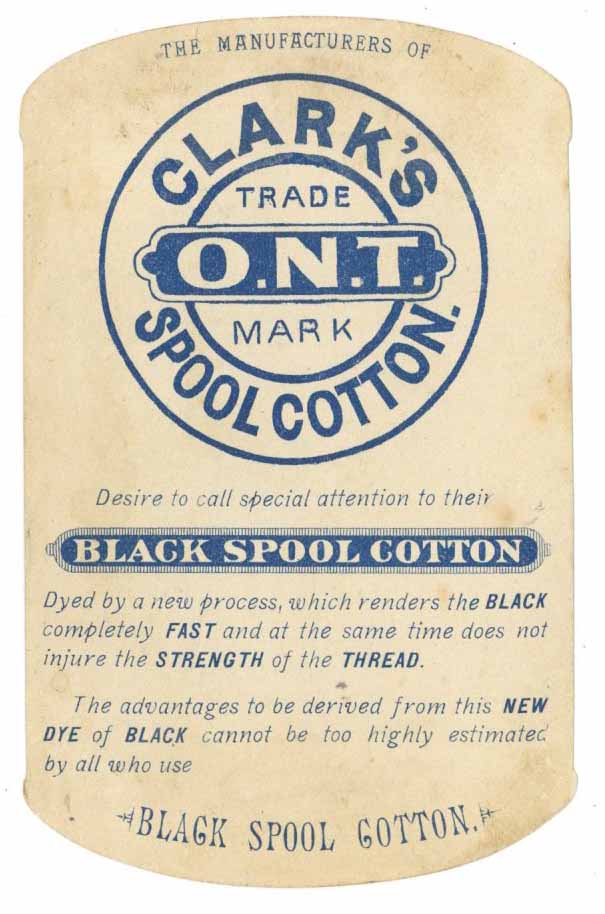 THE MANUFACTURERS OF
CLARK'S
TRADE
O.N.T.
MARK
SPOOL COTTON.
Desire to call special attention to their
BLACK SPOOL COTTON
Dyed by a new process, which renders the BLACK
completely FAST and at the same time does not
injure the STRENGTH of the THREAD.
The advantages to be derived from this NEW
DYE of BLACK cannot be too highly estimated
by all who use
BLACK SPOOL COTTON.